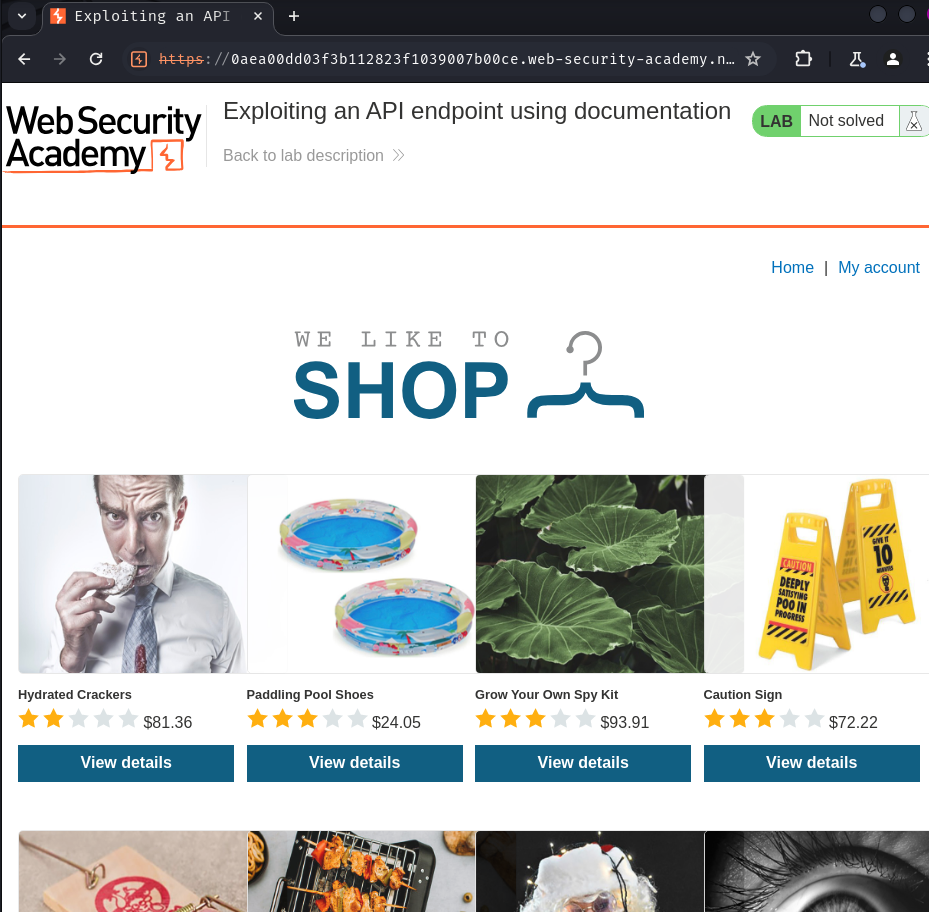 Exploiting an API
https://0aea00dd03f3b112823f1039007b00ce.web-security-academy.n…
Web Security
Academy
Exploiting an API endpoint using documentation
LAB Not solved
Back to lab description
Home | My account
WE LIKE TO
SHOP
CAUTION
DEEPLY
SATISFYING
POO IN
PROGRESS
GIVE IT
10
MINUTES
Hydrated Crackers
Paddling Pool Shoes
Grow Your Own Spy Kit
Caution Sign
$81.36
$24.05
$93.91
$72.22
View details
View details
View details
View details